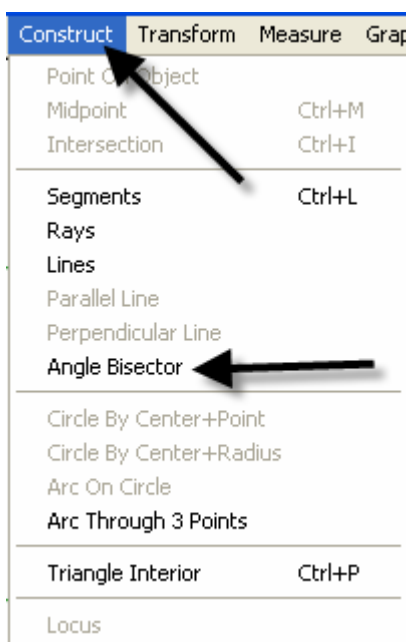 Construct Transform Measure Grap
Point On Object
Midpoint Ctrl+M
Intersection Ctrl+I
Segments Ctrl+L
Rays
Lines
Parallel Line
Perpendicular Line
Angle Bisector
Circle By Center+Point
Circle By Center+Radius
Arc On Circle
Arc Through 3 Points
Triangle Interior Ctrl+P
Locus